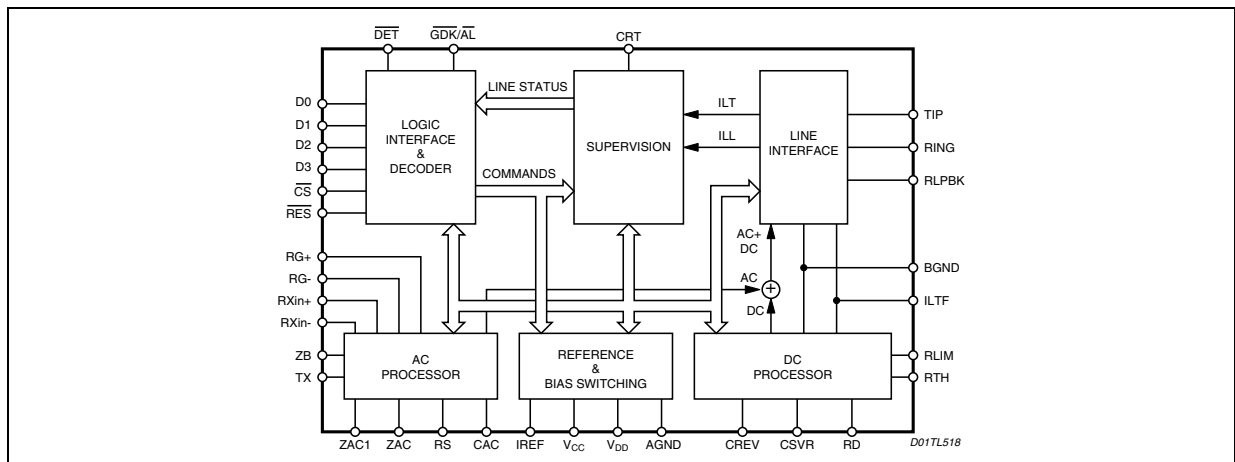 DET GDK/AL CRT
LINE STATUS
D0
D1
D2
D3
CS
RES
LOGIC
INTERFACE
&
DECODER
COMMANDS
SUPERVISION
ILT
ILL
LINE
INTERFACE
TIP
RING
RLPBK
AC+
DC
AC
+
DC
RG+
RG-
RXin+
RXin-
ZB
TX
BGND
ILTF
RLIM
RTH
AC
PROCESSOR
REFERENCE
&
BIAS SWITCHING
DC
PROCESSOR
ZAC1 ZAC RS CAC IREF VCC VDD AGND CREV CSVR RD
D01TL518